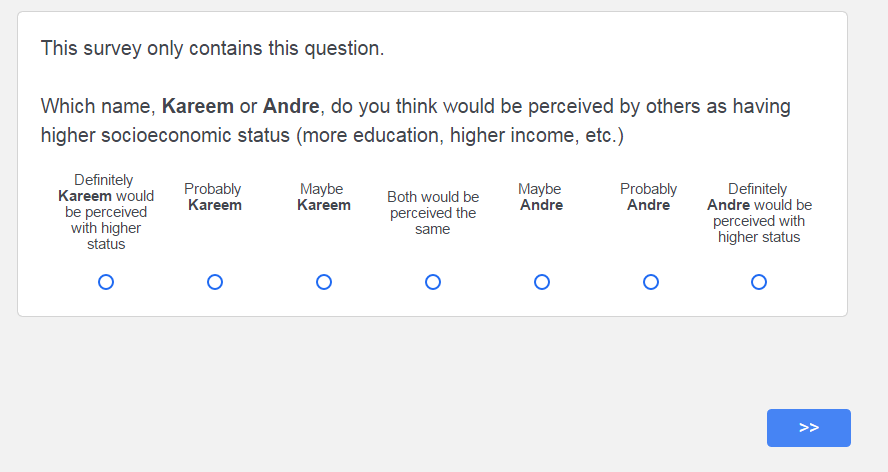 This survey only contains this question.
Which name, Kareem or Andre, do you think would be perceived by others as having
higher socioeconomic status (more education, higher income, etc.)
Definitely
Kareem would
be perceived
with higher
status
Probably
Kareem
Maybe
Kareem
Both would be
perceived the
same
Maybe
Andre
Probably
Andre
Definitely
Andre would be
perceived with
higher status
>>